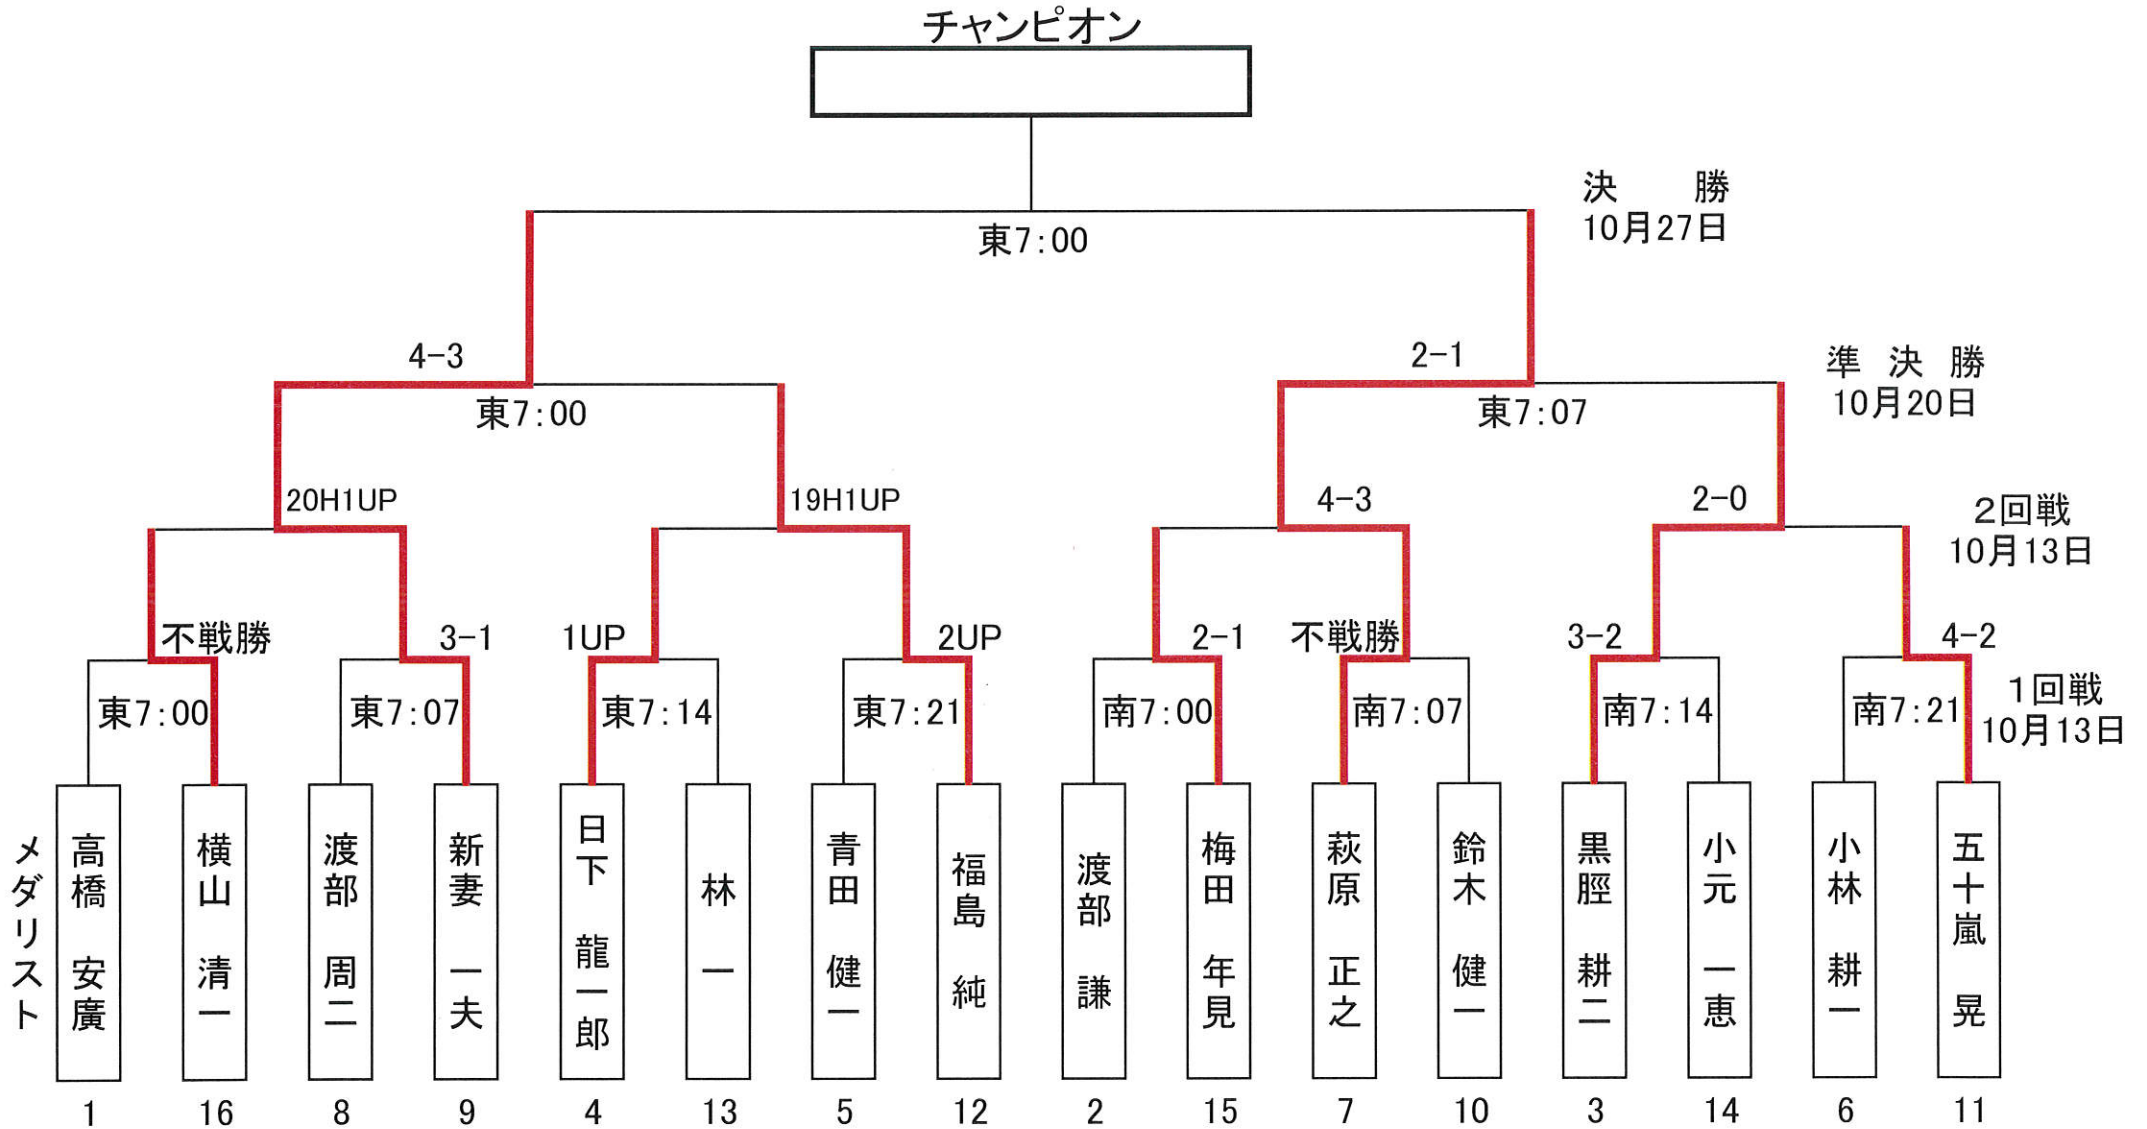 チャンピオン
決　勝
10月27日
東7:00
4-3
2-1
準 決 勝
10月20日
東7:00
東7:07
20H1UP
19H1UP
4-3
2-0
2回戦
10月13日
不戦勝
3-1
1UP
2UP
2-1
不戦勝
3-2
4-2
1回戦
10月13日
東7:00
東7:07
東7:14
東7:21
南7:00
南7:07
南7:14
南7:21
メダリスト
高橋 安廣
横山 清一
渡部 周二
新妻 一夫
日下 龍一郎
林 一
青田 健一
福島 純
渡部 謙
梅田 年見
萩原 正之
鈴木 健一
黒脛 耕二
小元 一恵
小林 耕一
五十嵐 晃
1
16
8
9
4
13
5
12
2
15
7
10
3
14
6
11